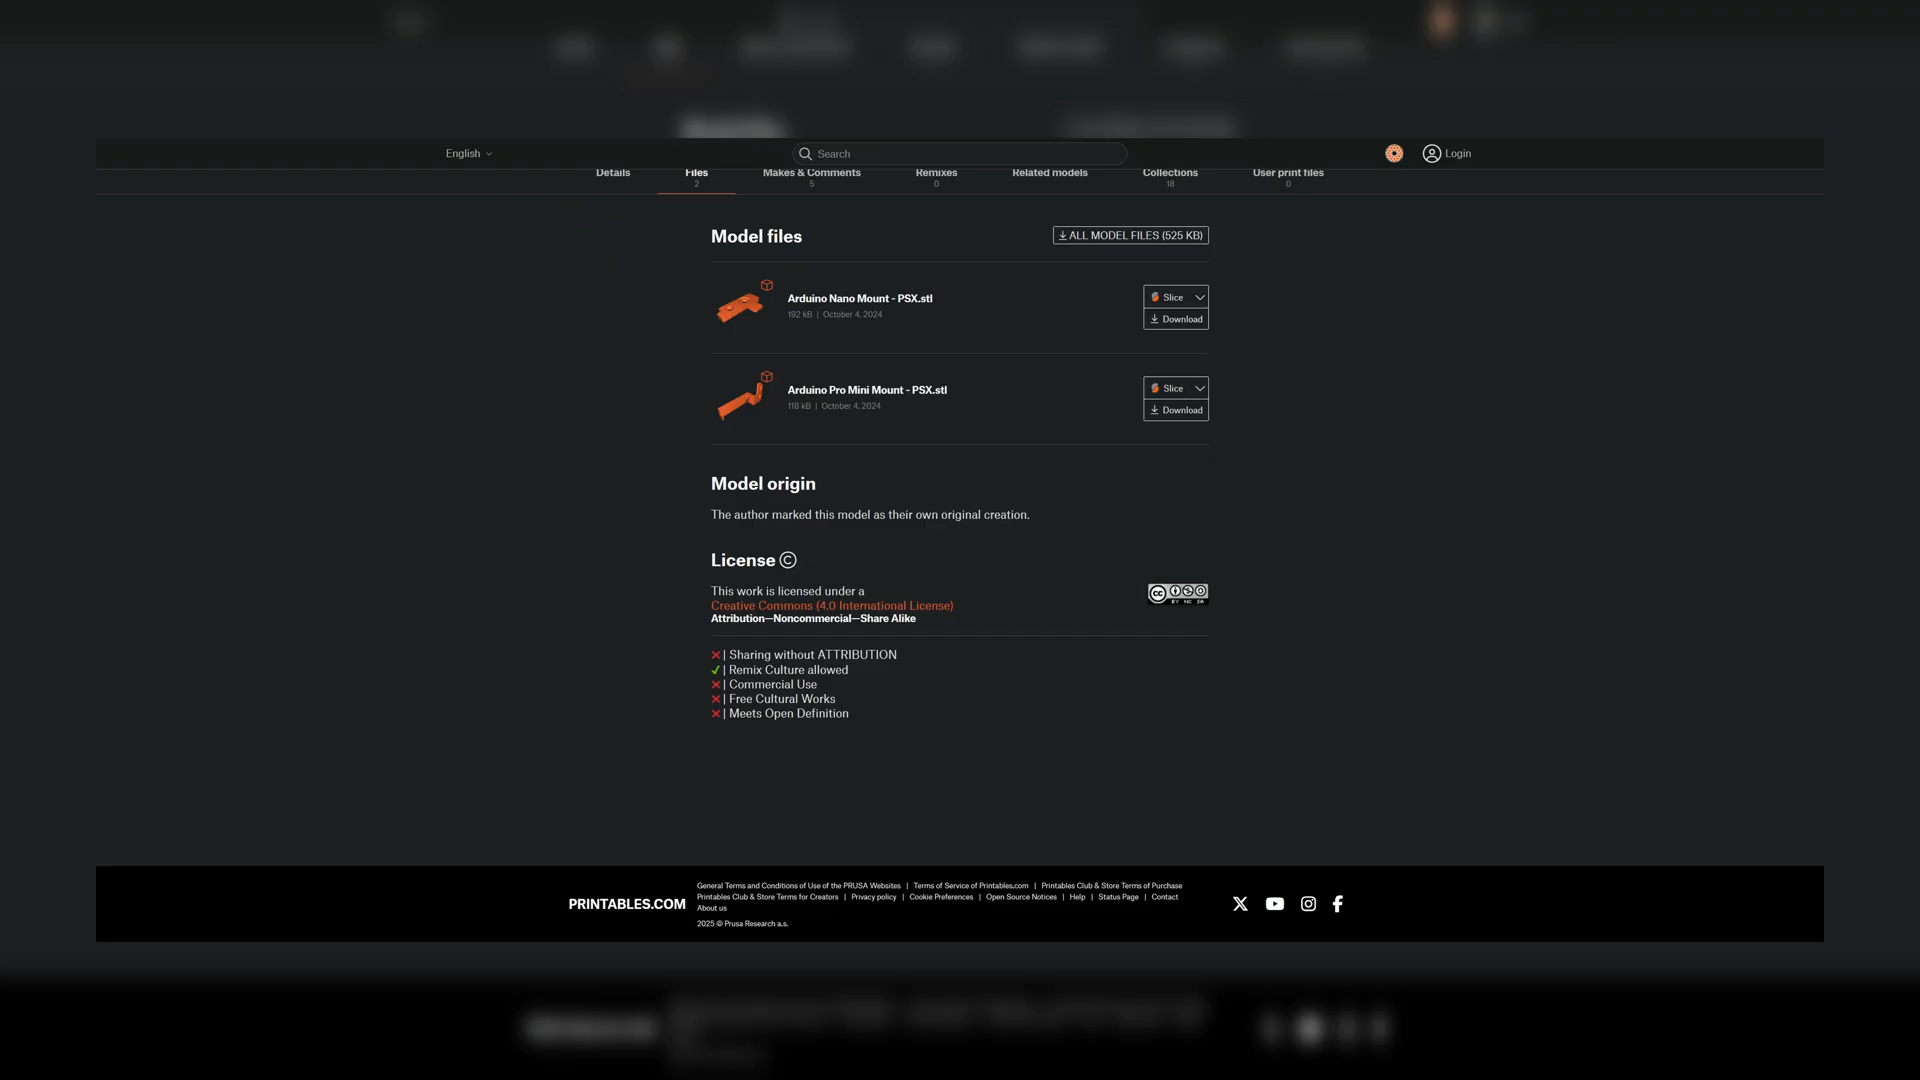 English
Search
Login
Details
Files
2
Makes & Comments
5
Remixes
0
Related models
Collections
18
User print files
0
Model files
ALL MODEL FILES (525 KB)
Arduino Nano Mount - PSX.stl
192 kB | October 4, 2024
Slice
Download
Arduino Pro Mini Mount - PSX.stl
118 kB | October 4, 2024
Slice
Download
Model origin
The author marked this model as their own original creation.
License ©
This work is licensed under a
Creative Commons (4.0 International License)
Attribution—Noncommercial—Share Alike
CC BY NC SA
✕ | Sharing without ATTRIBUTION
✓ | Remix Culture allowed
✕ | Commercial Use
✕ | Free Cultural Works
✕ | Meets Open Definition
PRINTABLES.COM
General Terms and Conditions of Use of the PRUSA Websites | Terms of Service of Printables.com | Printables Club & Store Terms of Purchase
Printables Club & Store Terms for Creators | Privacy policy | Cookie Preferences | Open Source Notices | Help | Status Page | Contact
About us
2025 © Prusa Research a.s.